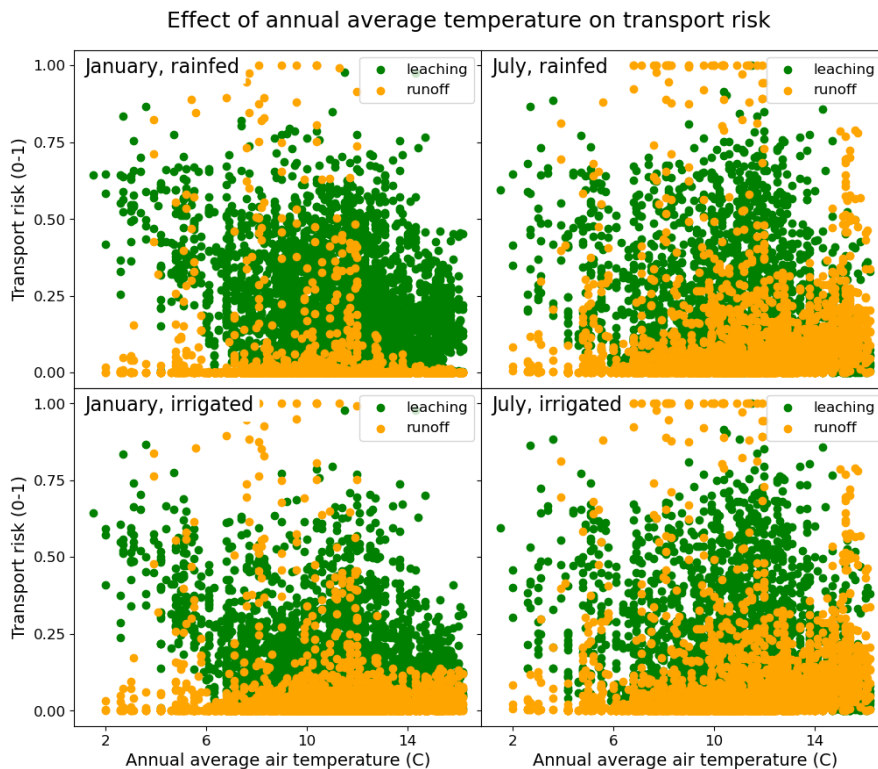 Effect of annual average temperature on transport risk
January, rainfed
leaching
runoff
July, rainfed
leaching
runoff
1.00
0.75
0.50
0.25
0.00
Transport risk (0-1)
January, irrigated
leaching
runoff
July, irrigated
leaching
runoff
1.00
0.75
0.50
0.25
0.00
Transport risk (0-1)
2 6 10 14
2 6 10 14
Annual average air temperature (C)
Annual average air temperature (C)